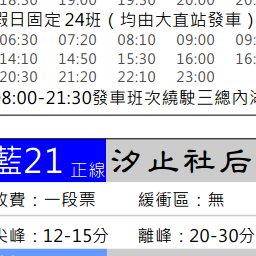 假日固定24班（均由大直站發車）
06:30 07:20 08:10 09:00
14:10 14:50 15:30 16:00
20:30 21:20 22:10 23:00
08:00-21:30發車班次繞駛三總內湖
藍21 正線 汐止社后
收費：一段票 緩衝區：無
尖峰：12-15分 離峰：20-30分